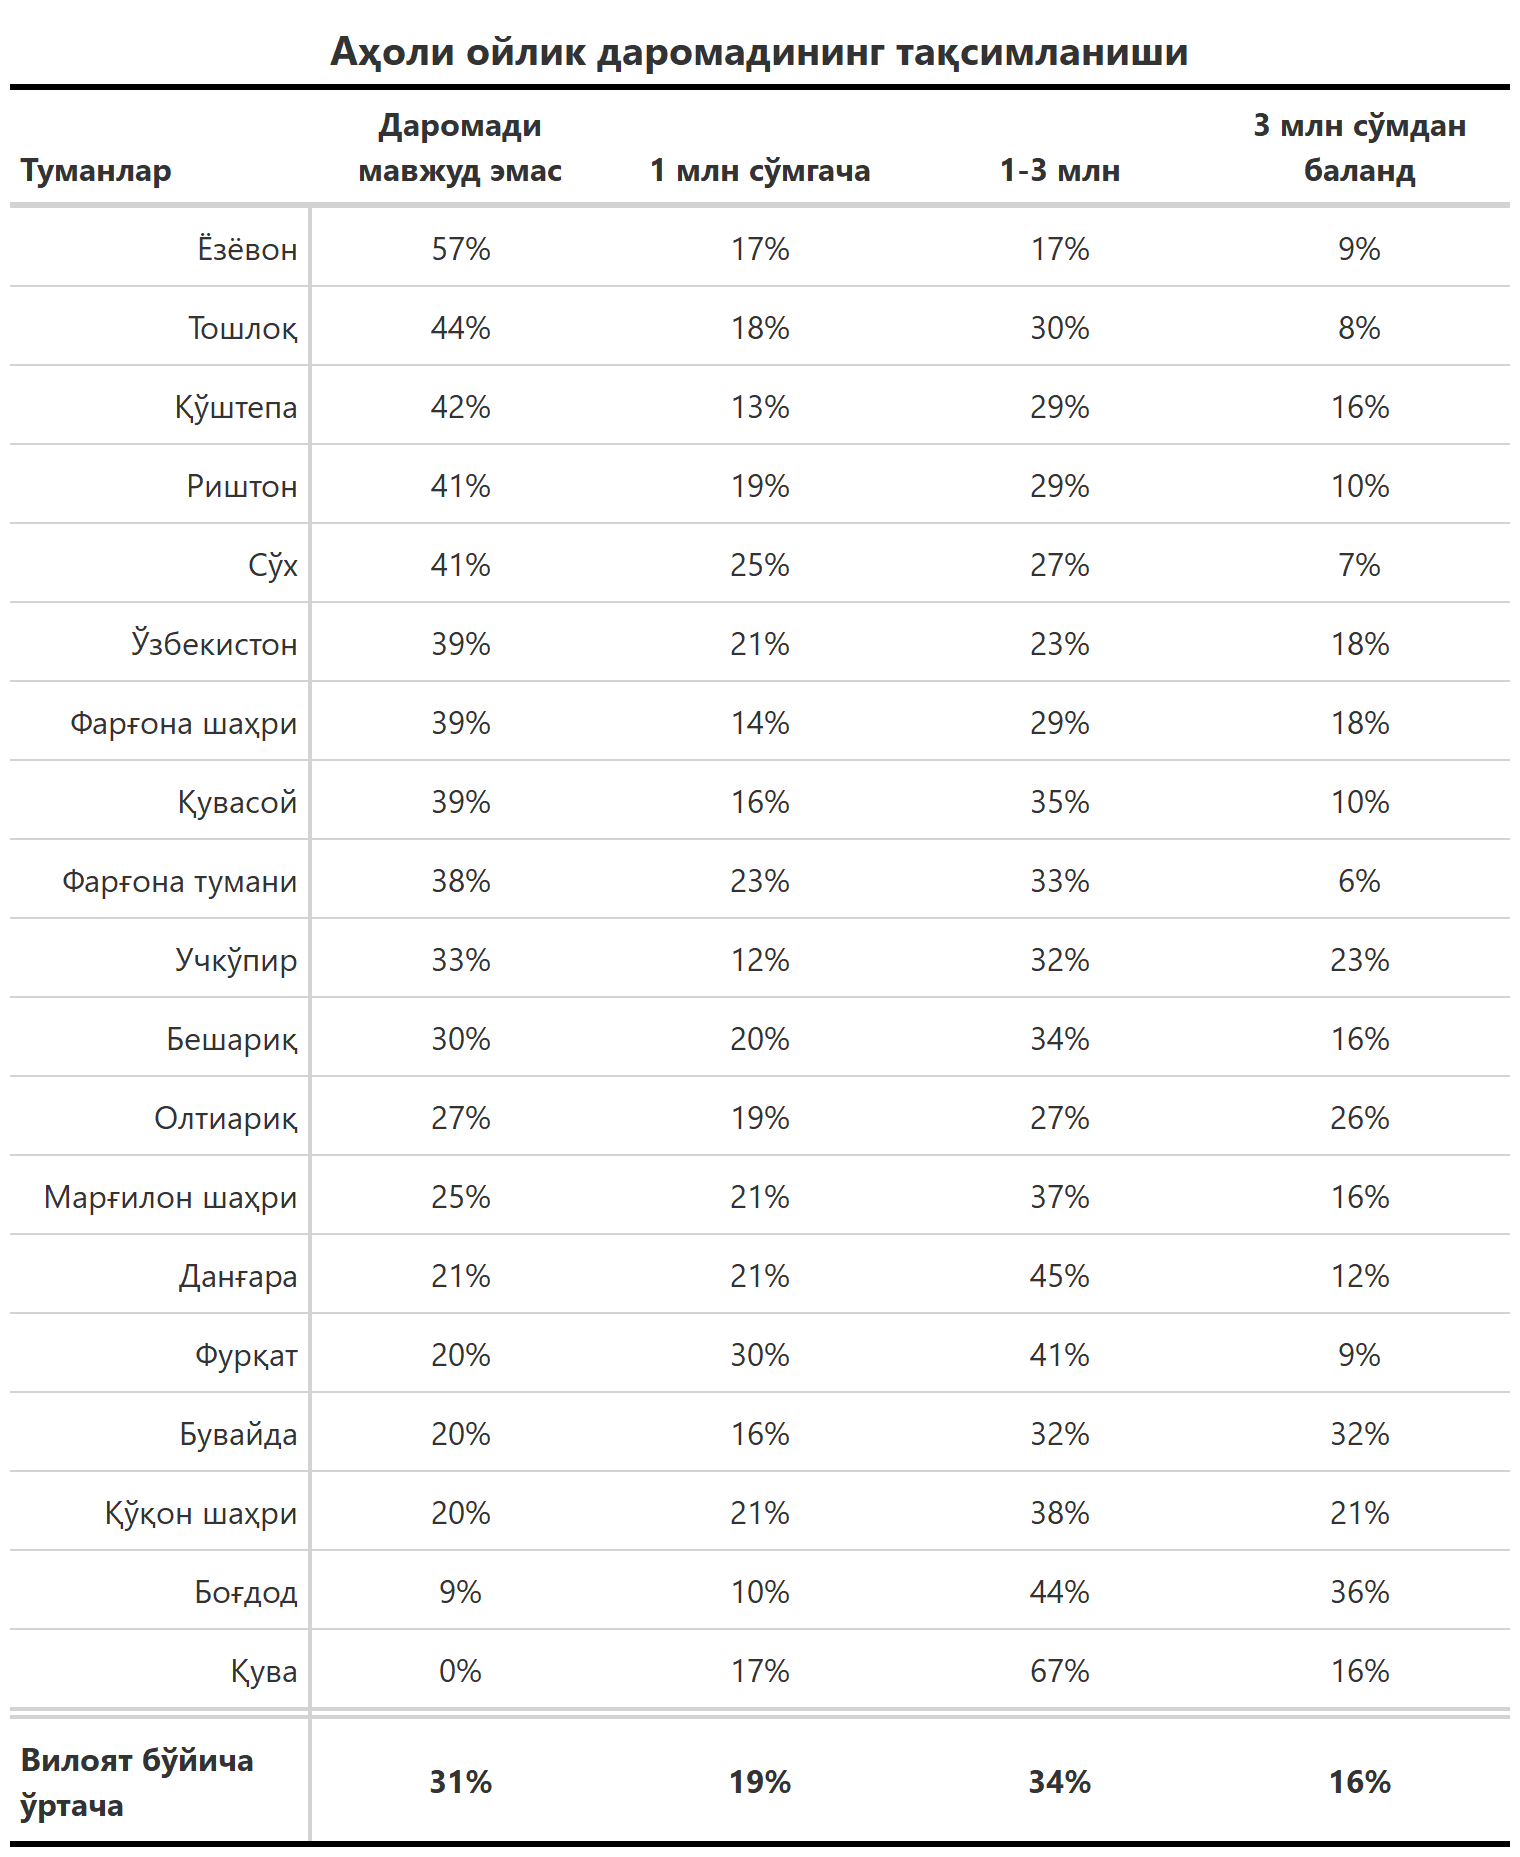 Аҳоли ойлик даромадининг тақсимланиши
Туманлар Даромади мавжуд эмас 1 млн сўмгача 1-3 млн 3 млн сўмдан баланд
Ёзёвон 57% 17% 17% 9%
Тошлоқ 44% 18% 30% 8%
Қўштепа 42% 13% 29% 16%
Риштон 41% 19% 29% 10%
Сўх 41% 25% 27% 7%
Ўзбекистон 39% 21% 23% 18%
Фарғона шаҳри 39% 14% 29% 18%
Қувасой 39% 16% 35% 10%
Фарғона тумани 38% 23% 33% 6%
Учкўпир 33% 12% 32% 23%
Бешариқ 30% 20% 34% 16%
Олтиариқ 27% 19% 27% 26%
Марғилон шаҳри 25% 21% 37% 16%
Данғара 21% 21% 45% 12%
Фурқат 20% 30% 41% 9%
Бувайда 20% 16% 32% 32%
Қўқон шаҳри 20% 21% 38% 21%
Боғдод 9% 10% 44% 36%
Қува 0% 17% 67% 16%
Вилоят бўйича ўртача 31% 19% 34% 16%